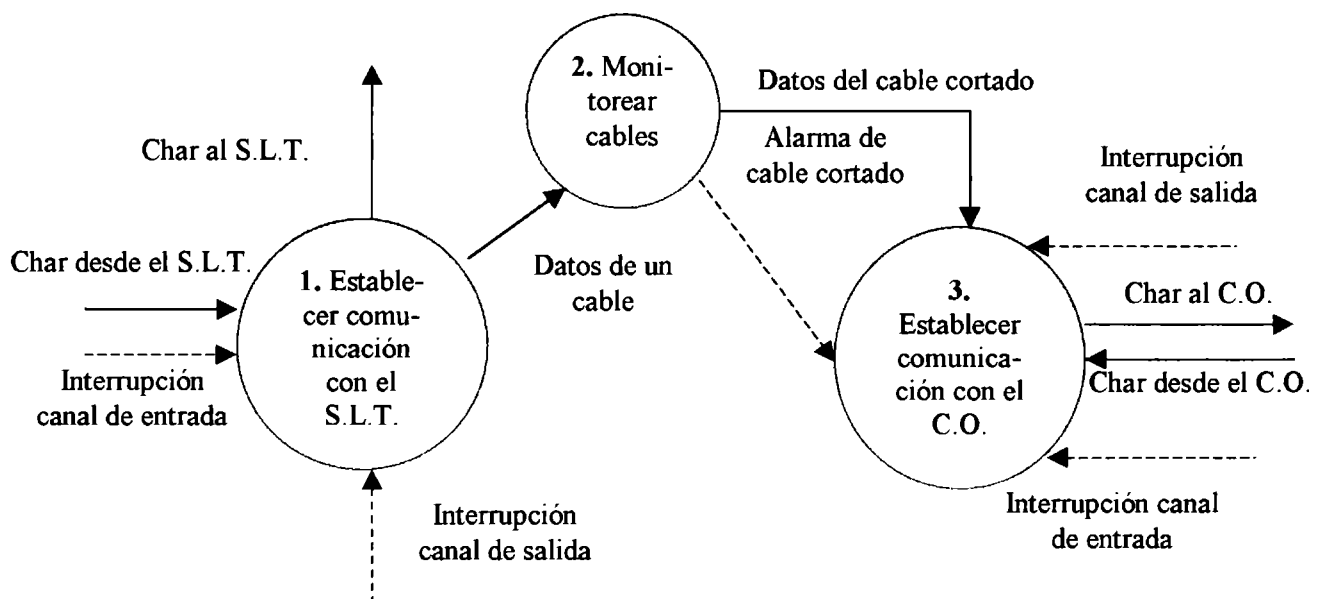 2. Moni-
torear
cables
Datos del cable cortado
Alarma de
cable cortado
Interrupción
canal de salida
Char al S.L.T.
Char desde el S.L.T.
1. Estable-
cer comu-
nicación
con el
S.L.T.
Datos de un
cable
3.
Establecer
comunica-
ción con el
C.O.
Char al C.O.
Char desde el C.O.
Interrupción
canal de entrada
Interrupción
canal de salida
Interrupción canal
de entrada